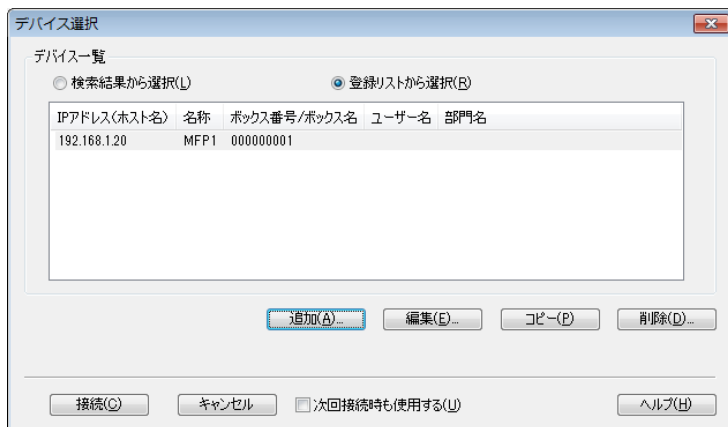 デバイス選択
デバイス一覧
検索結果から選択(L) 登録リストから選択(R)
IPアドレス(ホスト名) 名称 ボックス番号/ボックス名 ユーザー名 部門名
192.168.1.20 MFP1 000000001
追加(A)... 編集(E)... コピー(P) 削除(D)...
接続(C) キャンセル 次回接続時も使用する(U) ヘルプ(H)